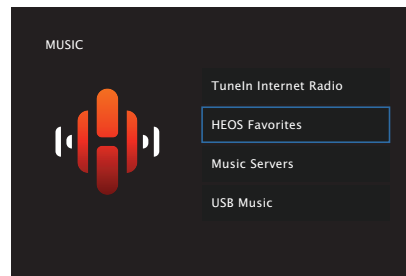 MUSIC
TuneIn Internet Radio
HEOS Favorites
Music Servers
USB Music